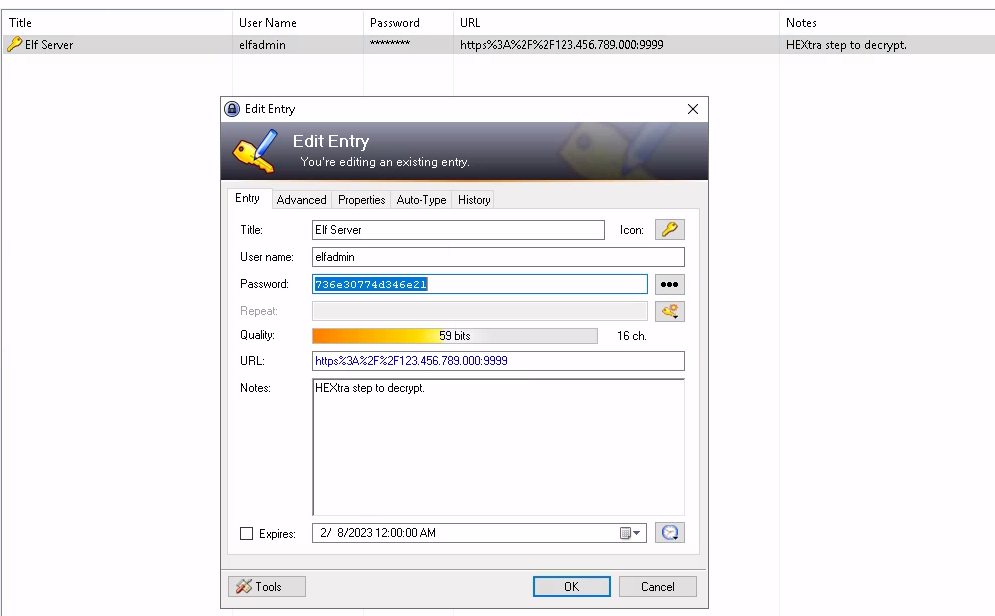 Title User Name Password URL Notes
Elf Server elfadmin ******** https%3A%2F%2F123.456.789.000:9999 HEXtra step to decrypt.
Edit Entry
Edit Entry
You're editing an existing entry.
Entry Advanced Properties Auto-Type History
Title: Elf Server Icon:
User name: elfadmin
Password: 736e30774d346e21
Repeat:
Quality: 59 bits 16 ch.
URL: https%3A%2F%2F123.456.789.000:9999
Notes: HEXtra step to decrypt.
Expires: 2/ 8/2023 12:00:00 AM
Tools OK Cancel